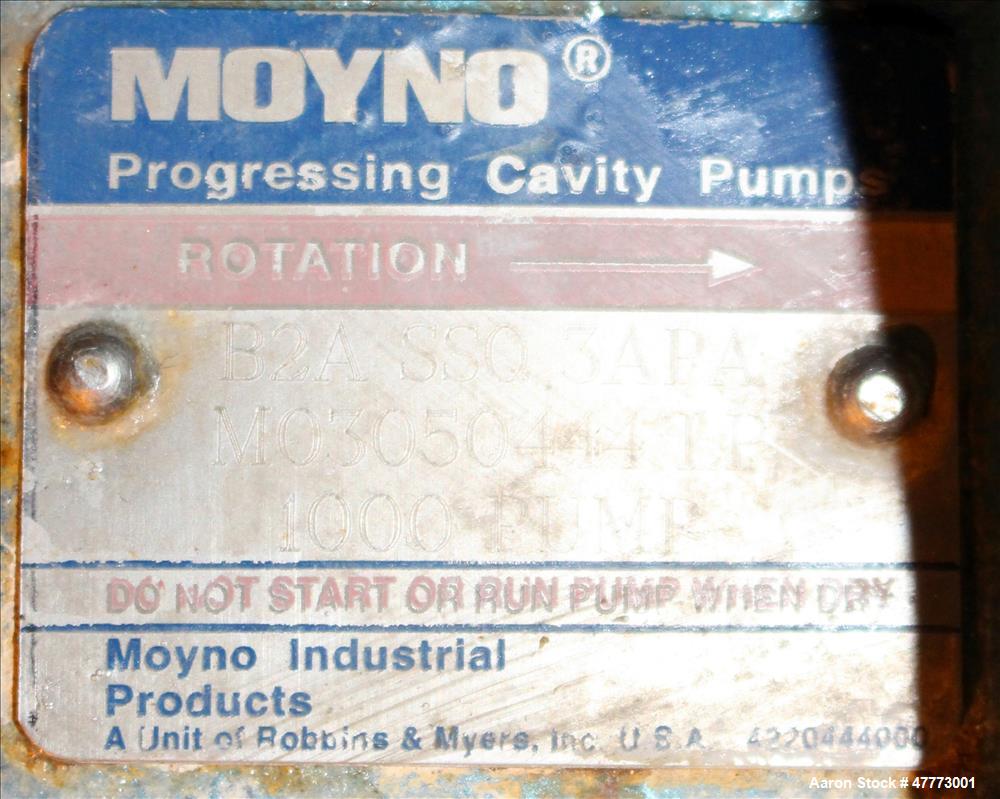 MOYNO®
Progressing Cavity Pumps
ROTATION
B2A SSQ 3APA
1000 PUMP
DO NOT START OR RUN PUMP WHEN DRY
Moyno Industrial
Products
A Unit of Robbins & Myers, Inc. U.S.A. 4220444000
Aaron Stock # 47773001